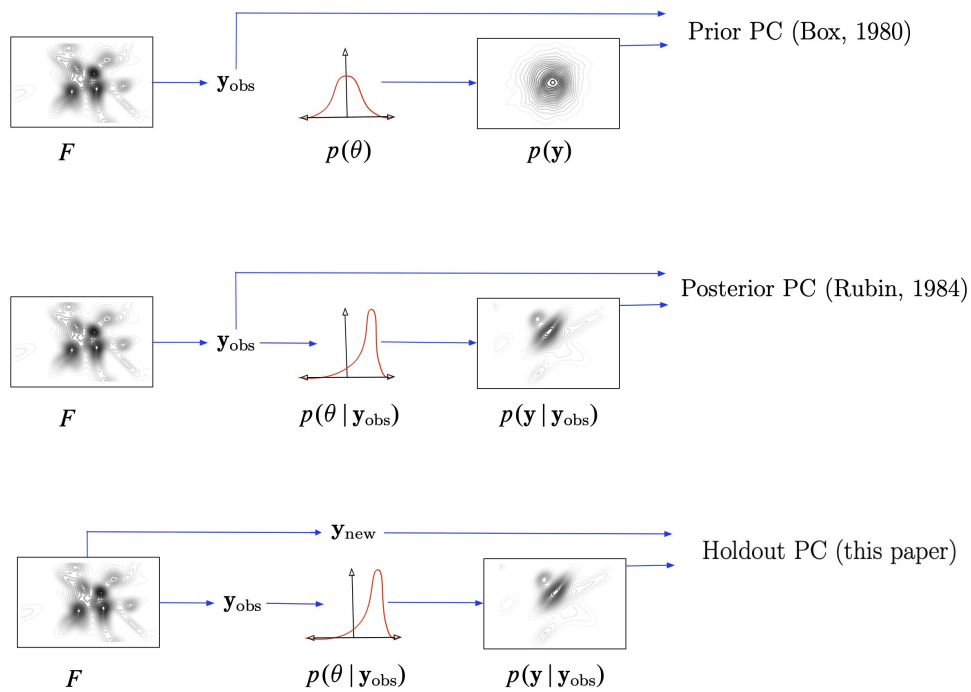 Prior PC (Box, 1980)
y_obs
F
p(θ)
p(y)
Posterior PC (Rubin, 1984)
y_obs
F
p(θ | y_obs)
p(y | y_obs)
y_new
Holdout PC (this paper)
y_obs
F
p(θ | y_obs)
p(y | y_obs)